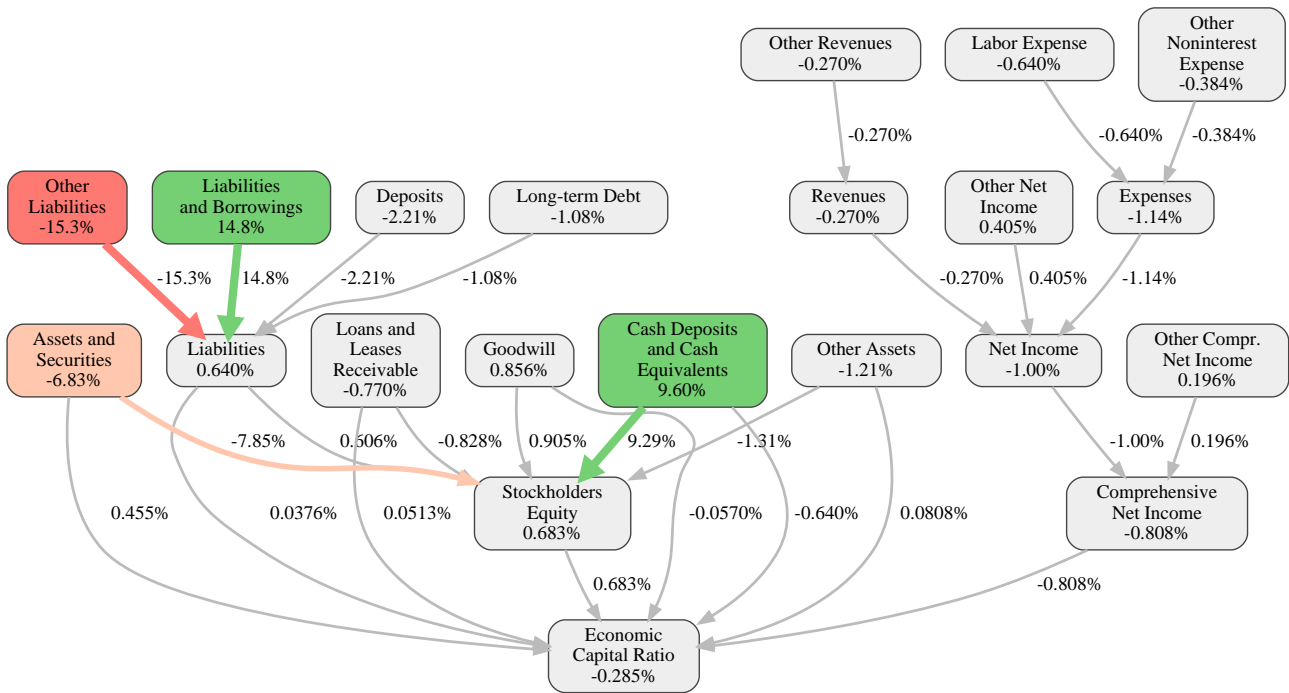 Other Revenues
-0.270%
Labor Expense
-0.640%
Other
Noninterest
Expense
-0.384%
-0.270%
-0.640%
-0.384%
Other
Liabilities
-15.3%
Liabilities
and Borrowings
14.8%
Deposits
-2.21%
Long-term Debt
-1.08%
Revenues
-0.270%
Other Net
Income
0.405%
Expenses
-1.14%
-15.3%
14.8%
-2.21%
-1.08%
-0.270%
0.405%
-1.14%
Assets and
Securities
-6.83%
Liabilities
0.640%
Loans and
Leases
Receivable
-0.770%
Goodwill
0.856%
Cash Deposits
and Cash
Equivalents
9.60%
Other Assets
-1.21%
Net Income
-1.00%
Other Compr.
Net Income
0.196%
-7.85%
0.606%
-0.828%
0.905%
9.29%
-1.31%
-1.00%
0.196%
0.455%
0.0376%
0.0513%
Stockholders
Equity
0.683%
-0.0570%
-0.640%
0.0808%
Comprehensive
Net Income
-0.808%
0.683%
-0.808%
Economic
Capital Ratio
-0.285%